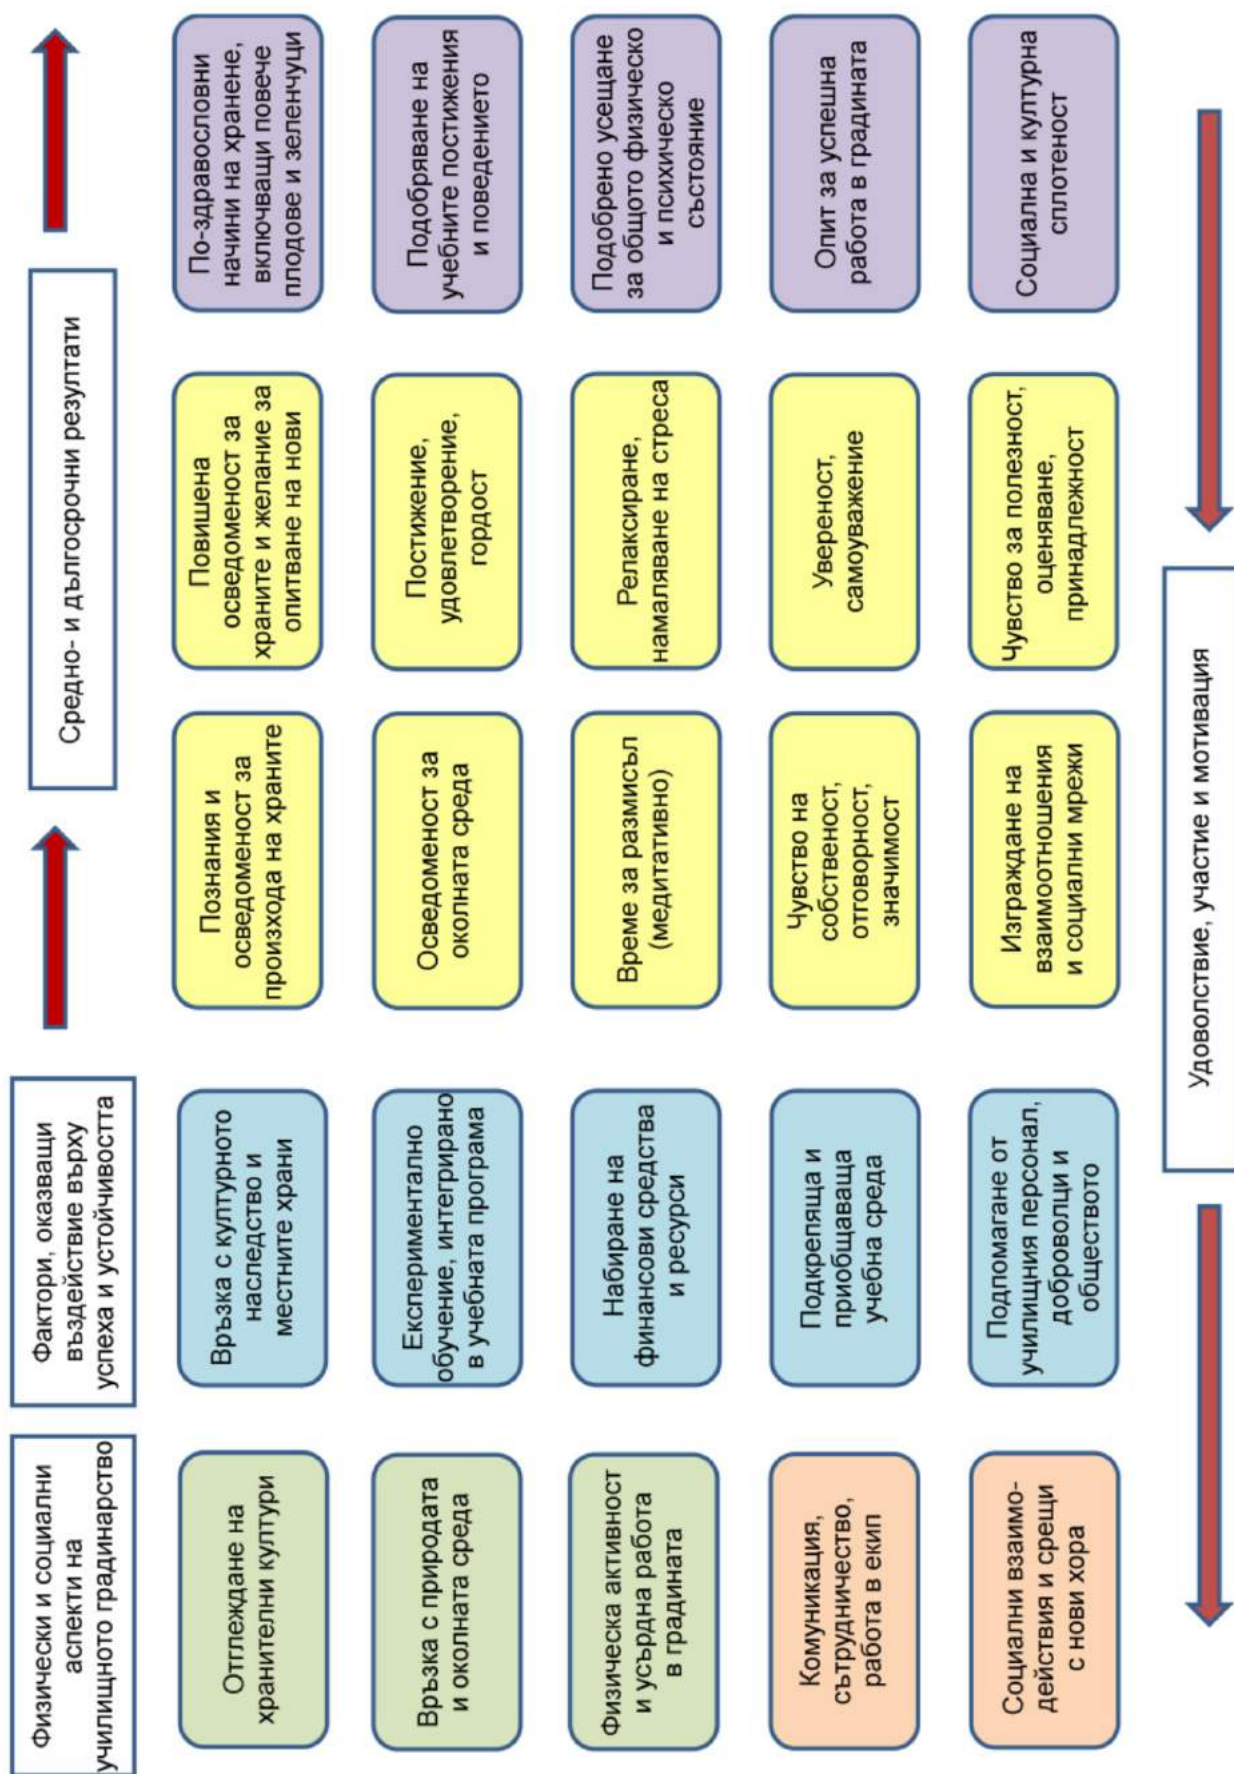 Физически и социални
аспекти на
училищното градинарство
Фактори, оказващи
въздействие върху
успеха и устойчивостта
Средно- и дългосрочни резултати
Отглеждане на
хранителни култури
Връзка с културното
наследство и
местните храни
Познания и
осведоменост за
произхода на храните
Повишена
осведоменост за
храните и желание за
опитване на нови
По-здравословни
начини на хранене,
включващи повече
плодове и зеленчуци
Връзка с природата
и околната среда
Експериментално
обучение, интегрирано
в учебната програма
Осведоменост за
околната среда
Постижение,
удовлетворение,
гордост
Подобряване на
учебните постижения
и поведението
Физическа активност
и усърдна работа
в градината
Набиране на
финансови средства
и ресурси
Време за размисъл
(медитативно)
Релаксиране,
намаляване на стреса
Подобрено усещане
за общото физическо
и психическо
състояние
Комуникация,
сътрудничество,
работа в екип
Подкрепяща и
приобщаваща
учебна среда
Чувство на
собственост,
отговорност,
значимост
Увереност,
самоуважение
Опит за успешна
работа в градината
Социални взаимо-
действия и срещи
с нови хора
Подпомагане от
училищния персонал,
доброволци и
обществото
Изграждане на
взаимоотношения
и социални мрежи
Чувство за полезност,
оценяване,
принадлежност
Социална и културна
сплотеност
Удоволствие, участие и мотивация